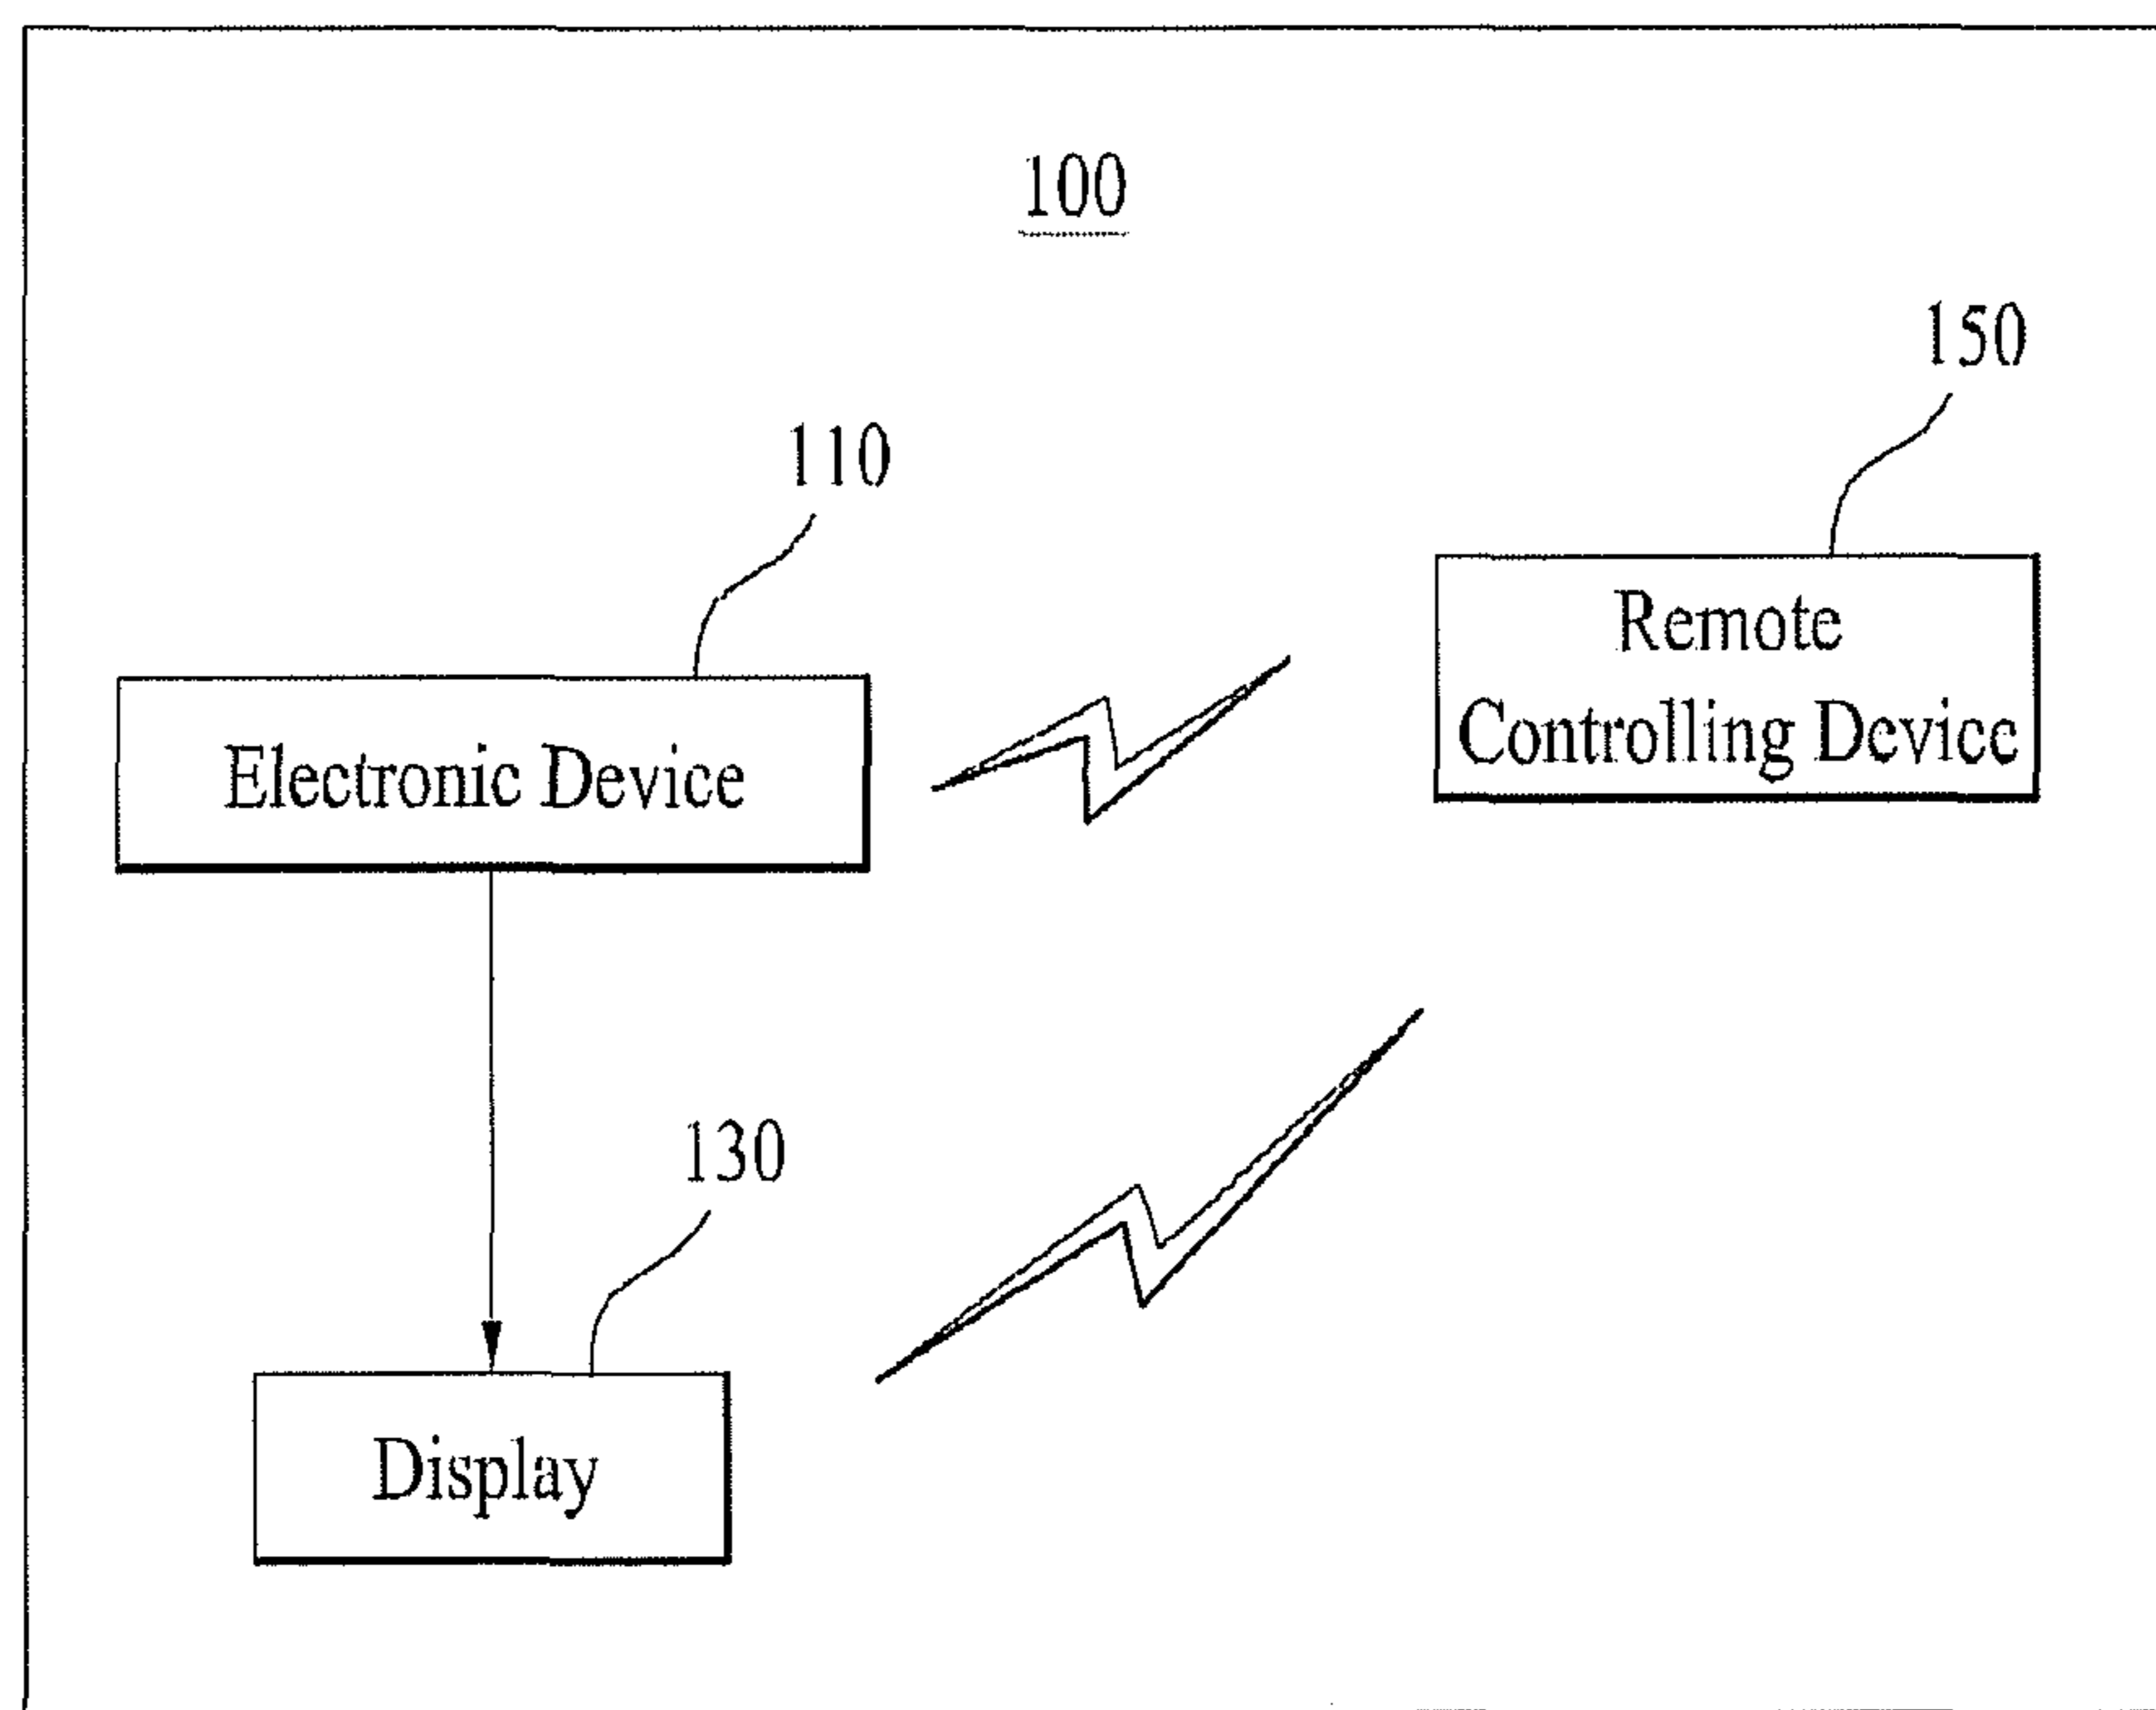 100
150
110
Remote
Controlling Device
Electronic Device
130
Display